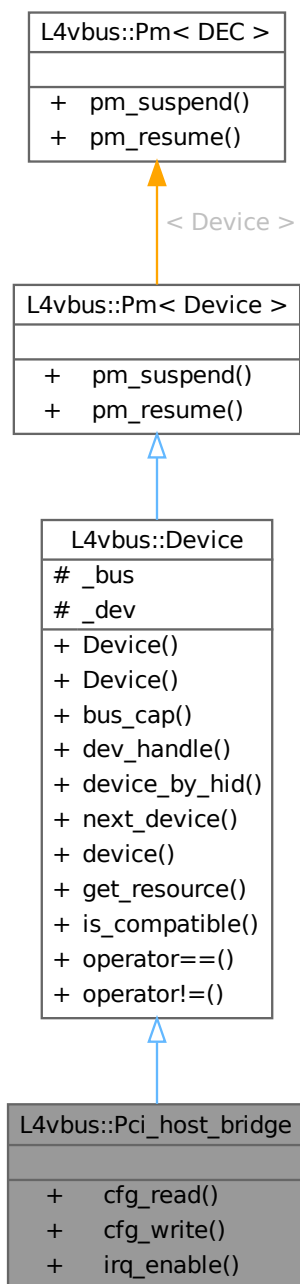 L4vbus::Pm< DEC >
+ pm_suspend()
+ pm_resume()
< Device >
L4vbus::Pm< Device >
+ pm_suspend()
+ pm_resume()
L4vbus::Device
# _bus
# _dev
+ Device()
+ Device()
+ bus_cap()
+ dev_handle()
+ device_by_hid()
+ next_device()
+ device()
+ get_resource()
+ is_compatible()
+ operator==()
+ operator!=()
L4vbus::Pci_host_bridge
+ cfg_read()
+ cfg_write()
+ irq_enable()